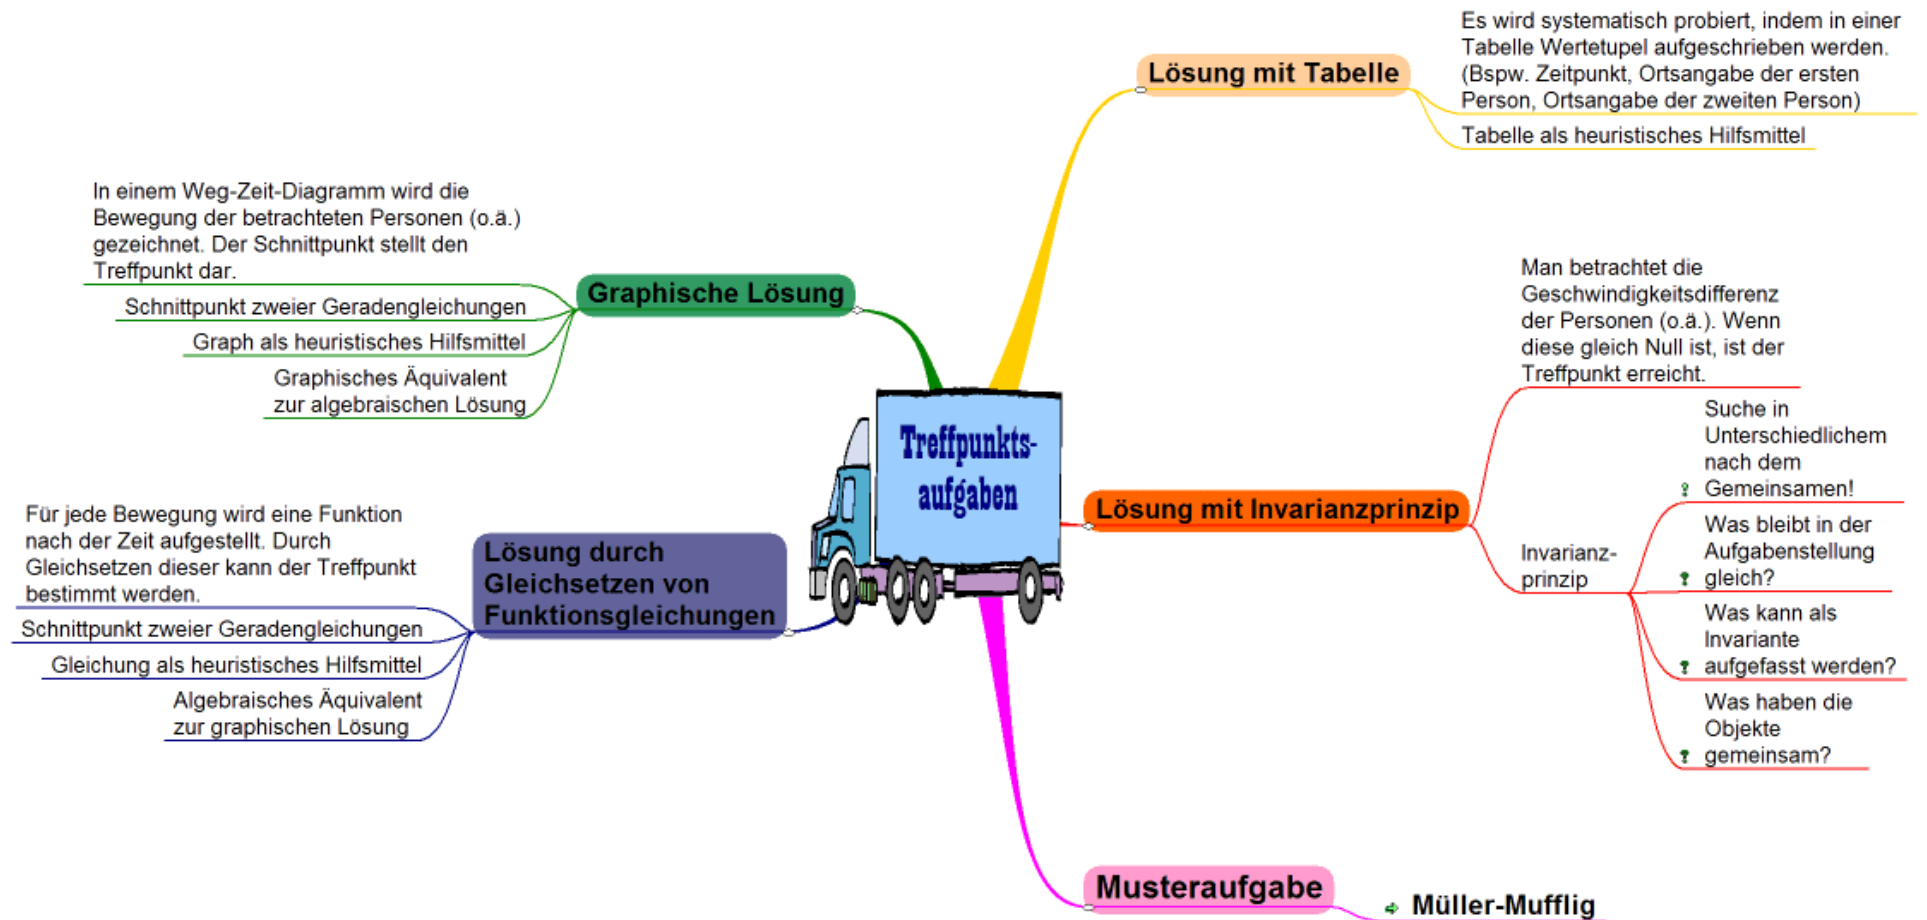 Treffpunkts-
aufgaben
Lösung mit Tabelle
Es wird systematisch probiert, indem in einer
Tabelle Wertetupel aufgeschrieben werden.
(Bspw. Zeitpunkt, Ortsangabe der ersten
Person, Ortsangabe der zweiten Person)
Tabelle als heuristisches Hilfsmittel
Lösung mit Invarianzprinzip
Man betrachtet die
Geschwindigkeitsdifferenz
der Personen (o.ä.). Wenn
diese gleich Null ist, ist der
Treffpunkt erreicht.
Invarianz-
prinzip
Suche in
Unterschiedlichem
nach dem
Gemeinsamen!
Was bleibt in der
Aufgabenstellung
gleich?
Was kann als
Invariante
aufgefasst werden?
Was haben die
Objekte
gemeinsam?
Musteraufgabe
Müller-Mufflig
Lösung durch
Gleichsetzen von
Funktionsgleichungen
Für jede Bewegung wird eine Funktion
nach der Zeit aufgestellt. Durch
Gleichsetzen dieser kann der Treffpunkt
bestimmt werden.
Schnittpunkt zweier Geradengleichungen
Gleichung als heuristisches Hilfsmittel
Algebraisches Äquivalent
zur graphischen Lösung
Graphische Lösung
In einem Weg-Zeit-Diagramm wird die
Bewegung der betrachteten Personen (o.ä.)
gezeichnet. Der Schnittpunkt stellt den
Treffpunkt dar.
Schnittpunkt zweier Geradengleichungen
Graph als heuristisches Hilfsmittel
Graphisches Äquivalent
zur algebraischen Lösung